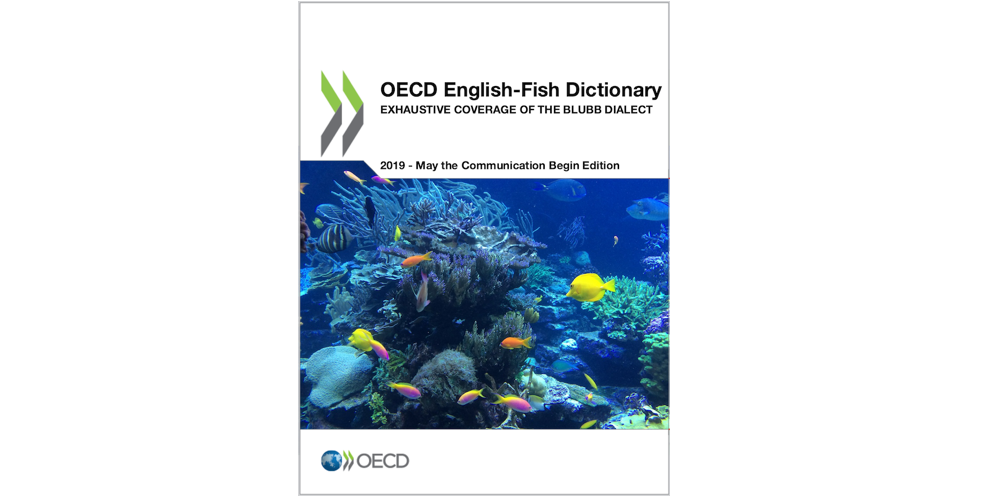 OECD English-Fish Dictionary
EXHAUSTIVE COVERAGE OF THE BLUBB DIALECT
2019 - May the Communication Begin Edition
OECD